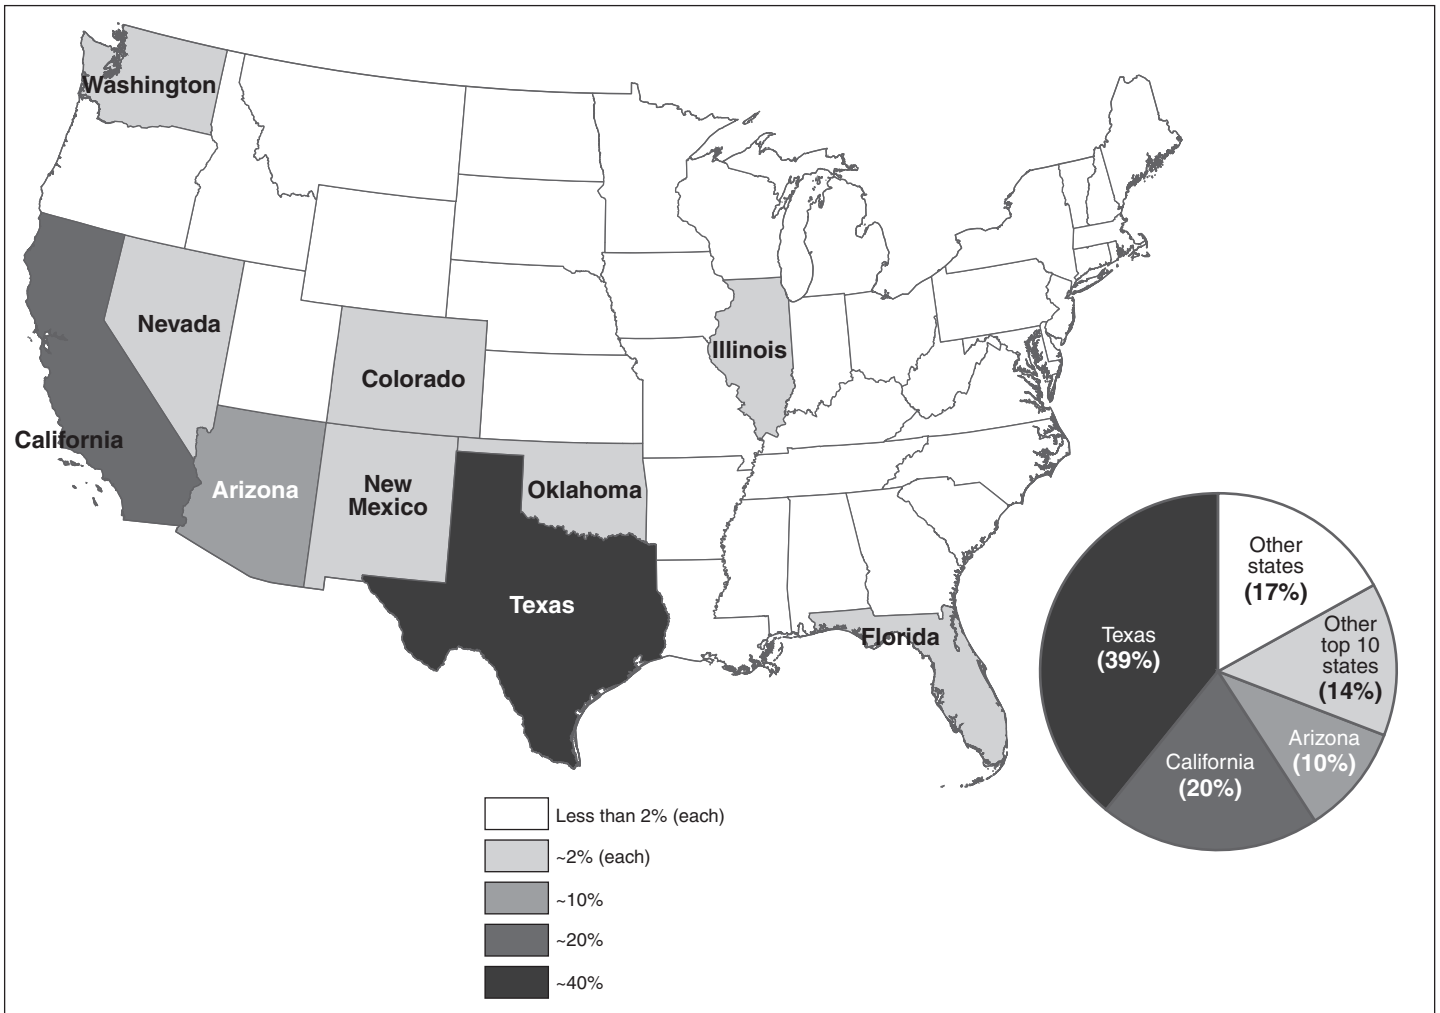 Washington
Nevada
Colorado
Illinois
California
Arizona
New
Mexico
Oklahoma
Texas
Florida
Other
states
(17%)
Other
top 10
states
(14%)
Texas
(39%)
Arizona
(10%)
California
(20%)
Less than 2% (each)
~2% (each)
~10%
~20%
~40%